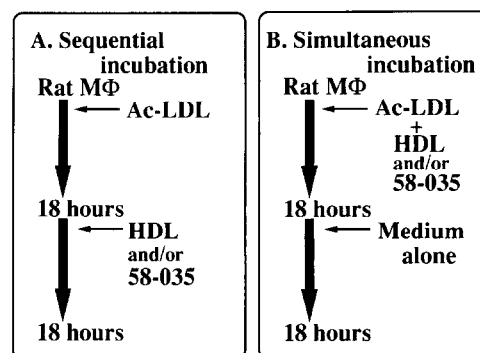 A. Sequential
incubation
Rat MΦ
Ac-LDL
18 hours
HDL
and/or
58-035
18 hours
B. Simultaneous
incubation
Rat MΦ
Ac-LDL
+
HDL
and/or
58-035
18 hours
Medium
alone
18 hours